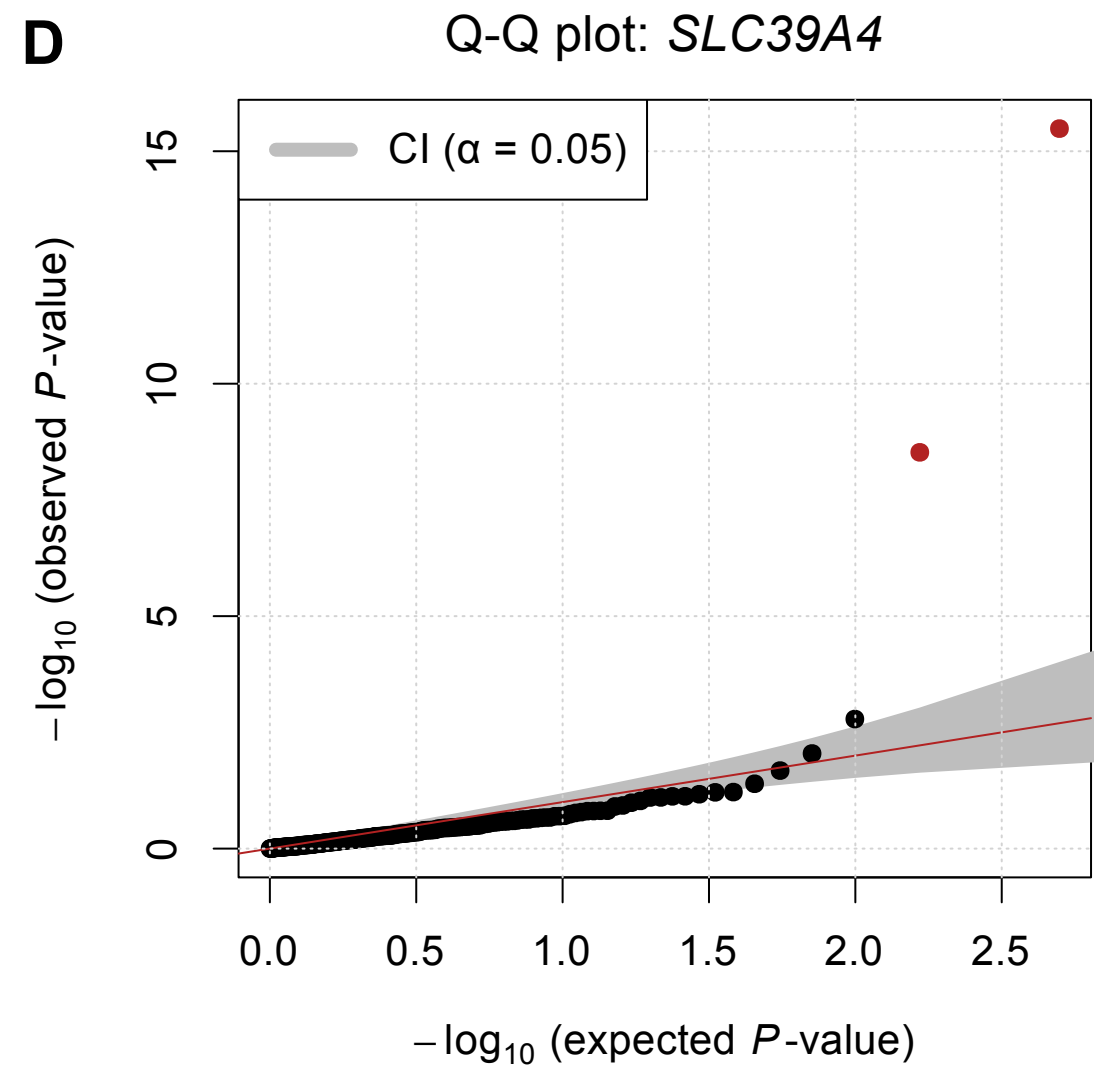 D
Q-Q plot: SLC39A4
CI (α = 0.05)
15
10
5
0
−log10 (observed P-value)
0.0 0.5 1.0 1.5 2.0 2.5
−log10 (expected P-value)